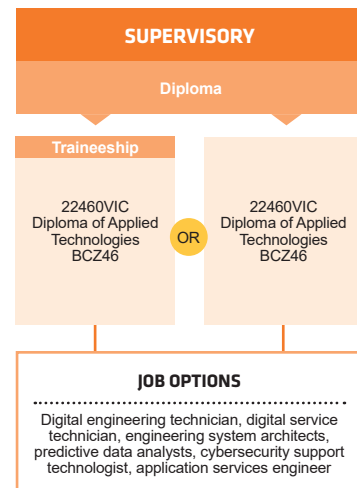 SUPERVISORY
Diploma
Traineeship
22460VIC
Diploma of Applied
Technologies
BCZ46
OR
22460VIC
Diploma of Applied
Technologies
BCZ46
JOB OPTIONS
Digital engineering technician, digital service
technician, engineering system architects,
predictive data analysts, cybersecurity support
technologist, application services engineer